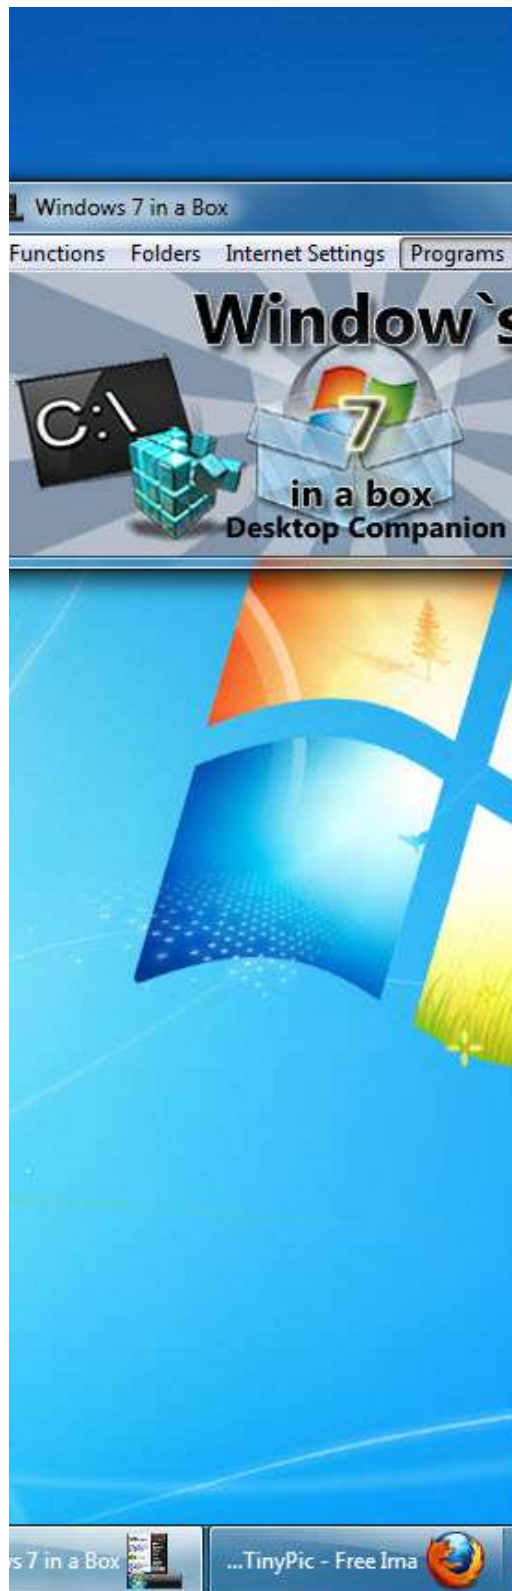 Windows 7 in a Box
Functions Folders Internet Settings Programs
Window`s
C:\
7
in a box
Desktop Companion
s 7 in a Box
...TinyPic - Free Ima